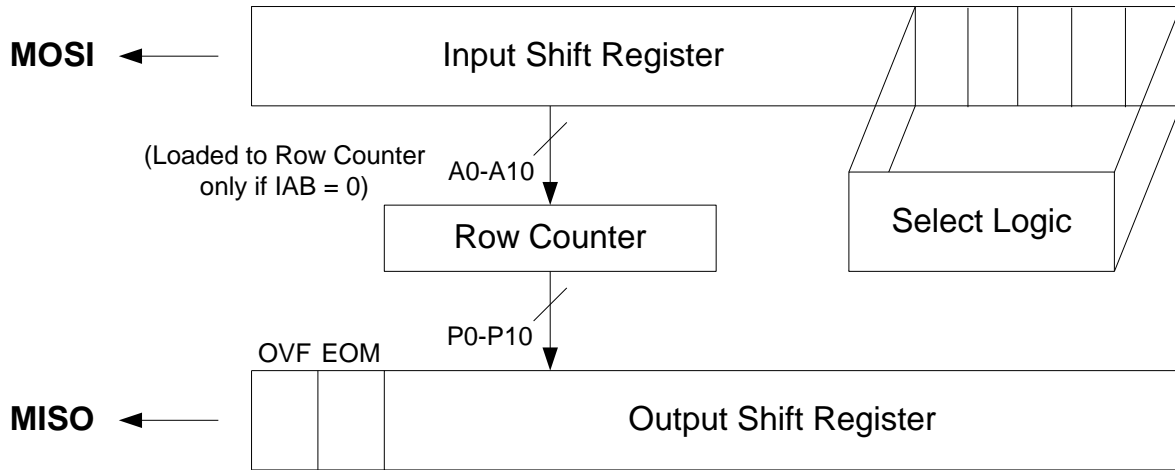 MOSI
Input Shift Register
(Loaded to Row Counter
only if IAB = 0)
A0-A10
Row Counter
Select Logic
P0-P10
OVF EOM
MISO
Output Shift Register